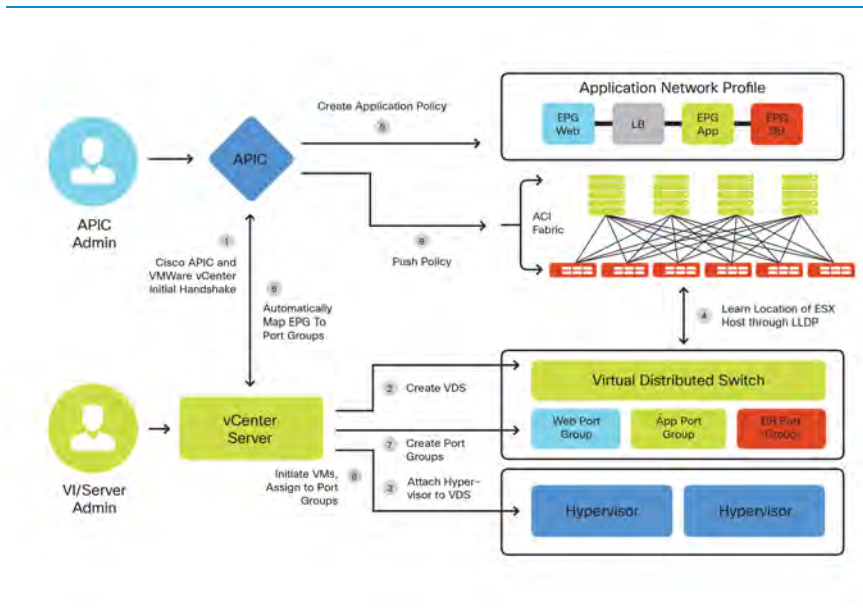 Application Network Profile
Create Application Policy
5
EPG
Web
LB
EPG
App
EPG
APIC
APIC
Admin
ACI
Fabric
9
Push Policy
1
Cisco APIC and
VMWare vCenter
Initial Handshake
6
Automatically
Map EPG To
Port Groups
4
Learn Location of ESX
Host through LLDP
2
Create VDS
Virtual Distributed Switch
vCenter
Server
Web Port
Group
App Port
Group
DB Port
Group
7
Create Port
Groups
VI/Server
Admin
Initiate VMs,
Assign to Port
Groups
8
3
Attach Hyper-
visor to VDS
Hypervisor
Hypervisor